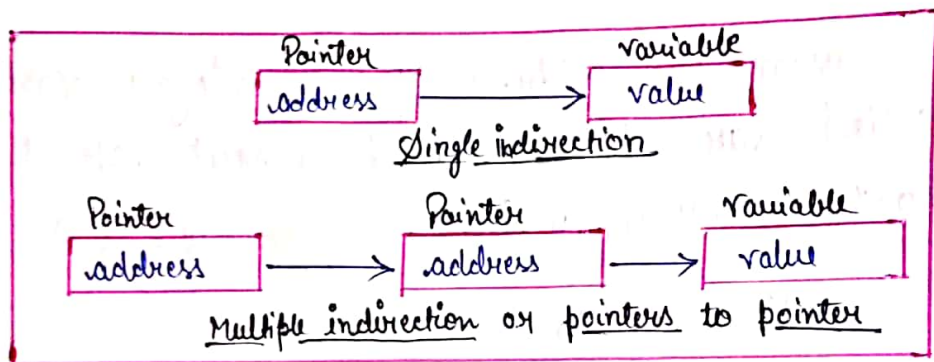 Pointer variable
address value
Single indirection
Pointer Pointer variable
address address value
Multiple indirection or pointers to pointer